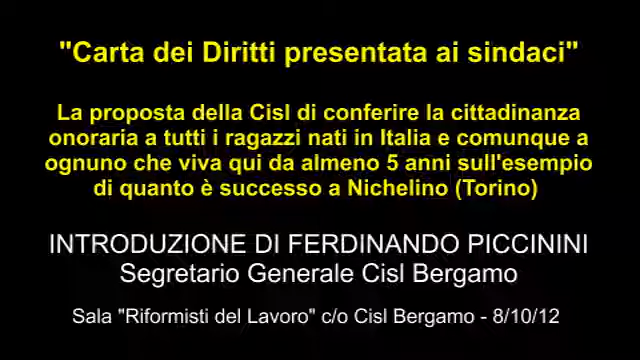 "Carta dei Diritti presentata ai sindaci"
La proposta della Cisl di conferire la cittadinanza
onoraria a tutti i ragazzi nati in Italia e comunque a
ognuno che viva qui da almeno 5 anni sull'esempio
di quanto è successo a Nichelino (Torino)
INTRODUZIONE DI FERDINANDO PICCININI
Segretario Generale Cisl Bergamo
Sala "Riformisti del Lavoro" c/o Cisl Bergamo - 8/10/12